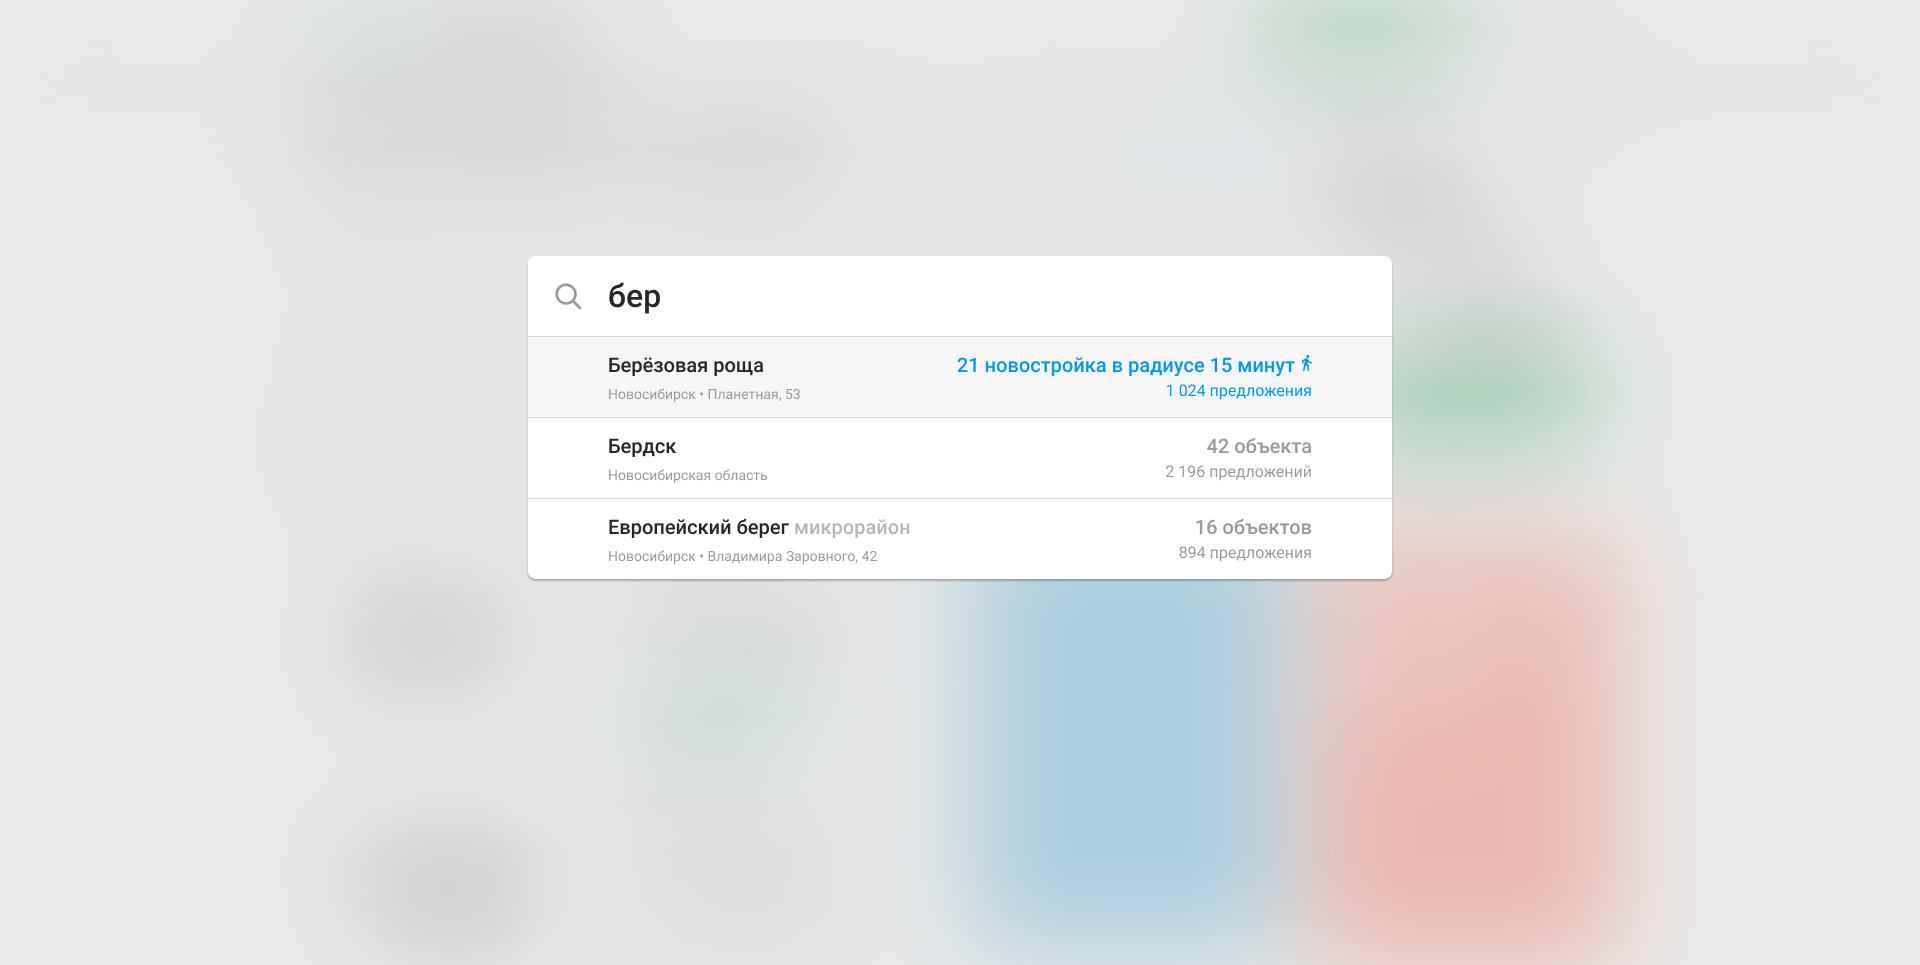 бер
Берёзовая роща
21 новостройка в радиусе 15 минут
Новосибирск • Планетная, 53
1 024 предложения
Бердск
42 объекта
Новосибирская область
2 196 предложений
Европейский берег микрорайон
16 объектов
Новосибирск • Владимира Заровного, 42
894 предложения